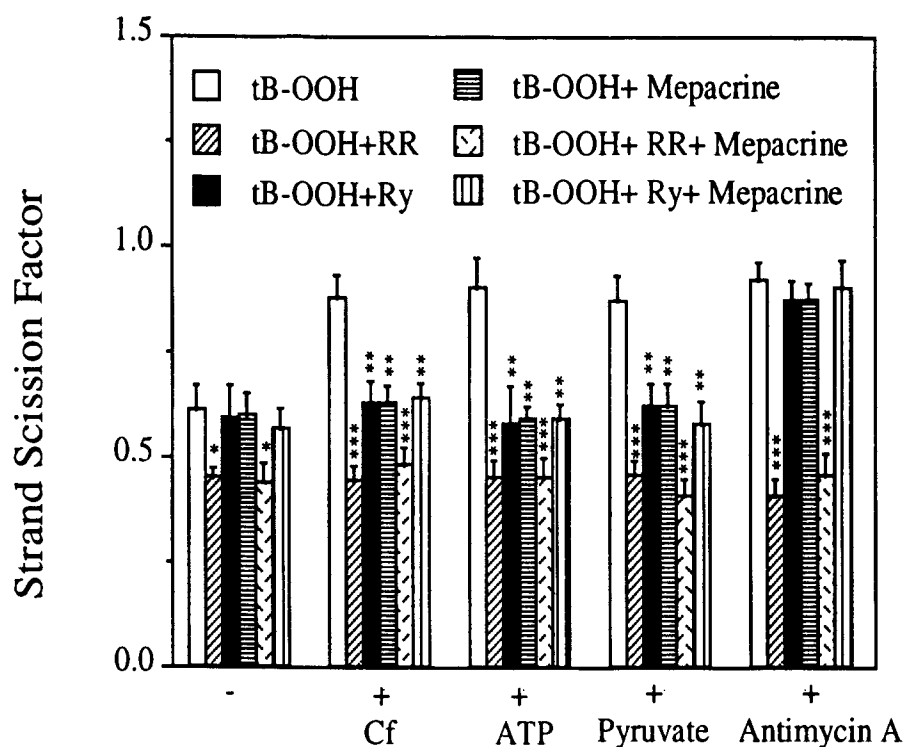 1.5
tB-OOH
tB-OOH+ Mepacrine
tB-OOH+RR
tB-OOH+ RR+ Mepacrine
tB-OOH+Ry
tB-OOH+ Ry+ Mepacrine
1.0
Strand Scission Factor
** ** **
** ** **
** ** **
*** ***
*** ***
*** ***
*** ***
* *
0.5
0.0
- + + + +
Cf ATP Pyruvate Antimycin A